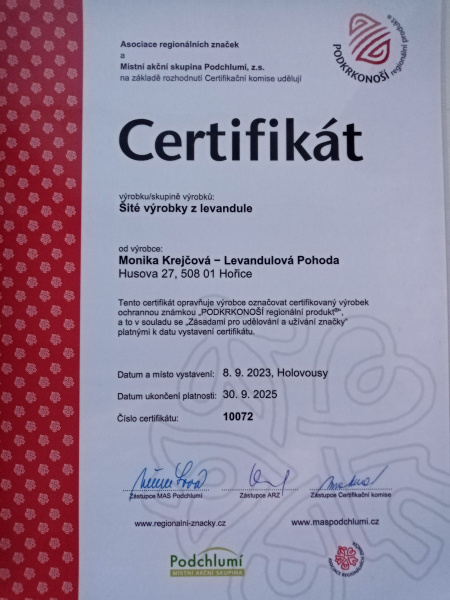 Asociace regionálních značek
a
Místní akční skupina Podchlumí, z.s.
na základě rozhodnutí Certifikační komise udělují
PODKRKONOŠÍ regionální produkt®
Certifikát
výrobku/skupině výrobků:
Šité výrobky z levandule
od výrobce:
Monika Krejčová – Levandulová Pohoda
Husova 27, 508 01 Hořice
Tento certifikát opravňuje výrobce označovat certifikovaný výrobek
ochrannou známkou „PODKRKONOŠÍ regionální produkt®“,
a to v souladu se „Zásadami pro udělování a užívání značky“
platnými k datu vystavení certifikátu.
Datum a místo vystavení: 8. 9. 2023, Holovousy
Datum ukončení platnosti: 30. 9. 2025
Číslo certifikátu: 10072
Zástupce MAS Podchlumí Zástupce ARZ Zástupce Certifikační komise
www.regionalni-znacky.cz www.maspodchlumi.cz
Podchlumí
MÍSTNÍ AKČNÍ SKUPINA